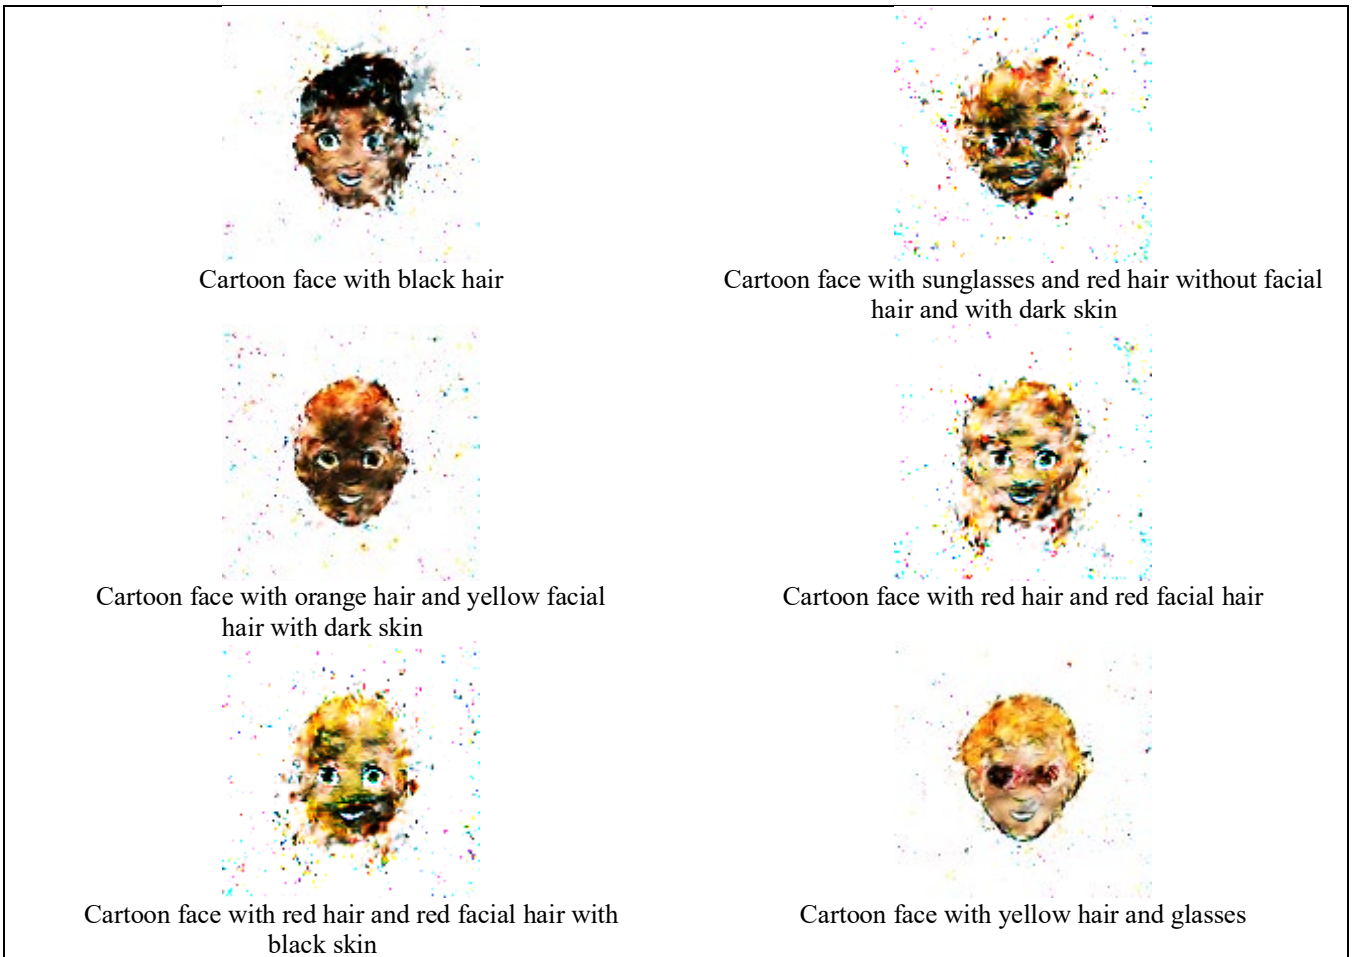 Cartoon face with black hair
Cartoon face with sunglasses and red hair without facial
hair and with dark skin
Cartoon face with orange hair and yellow facial
hair with dark skin
Cartoon face with red hair and red facial hair
Cartoon face with red hair and red facial hair with
black skin
Cartoon face with yellow hair and glasses